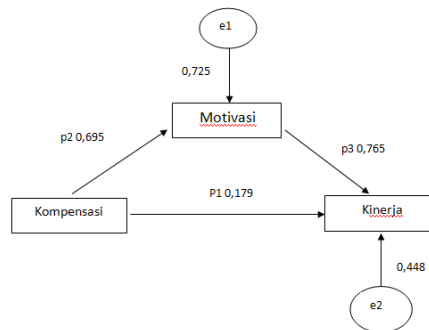 e1
0,725
Motivasi
p2 0,695
p3 0,765
P1 0,179
Kompensasi
Kinerja
0,448
e2